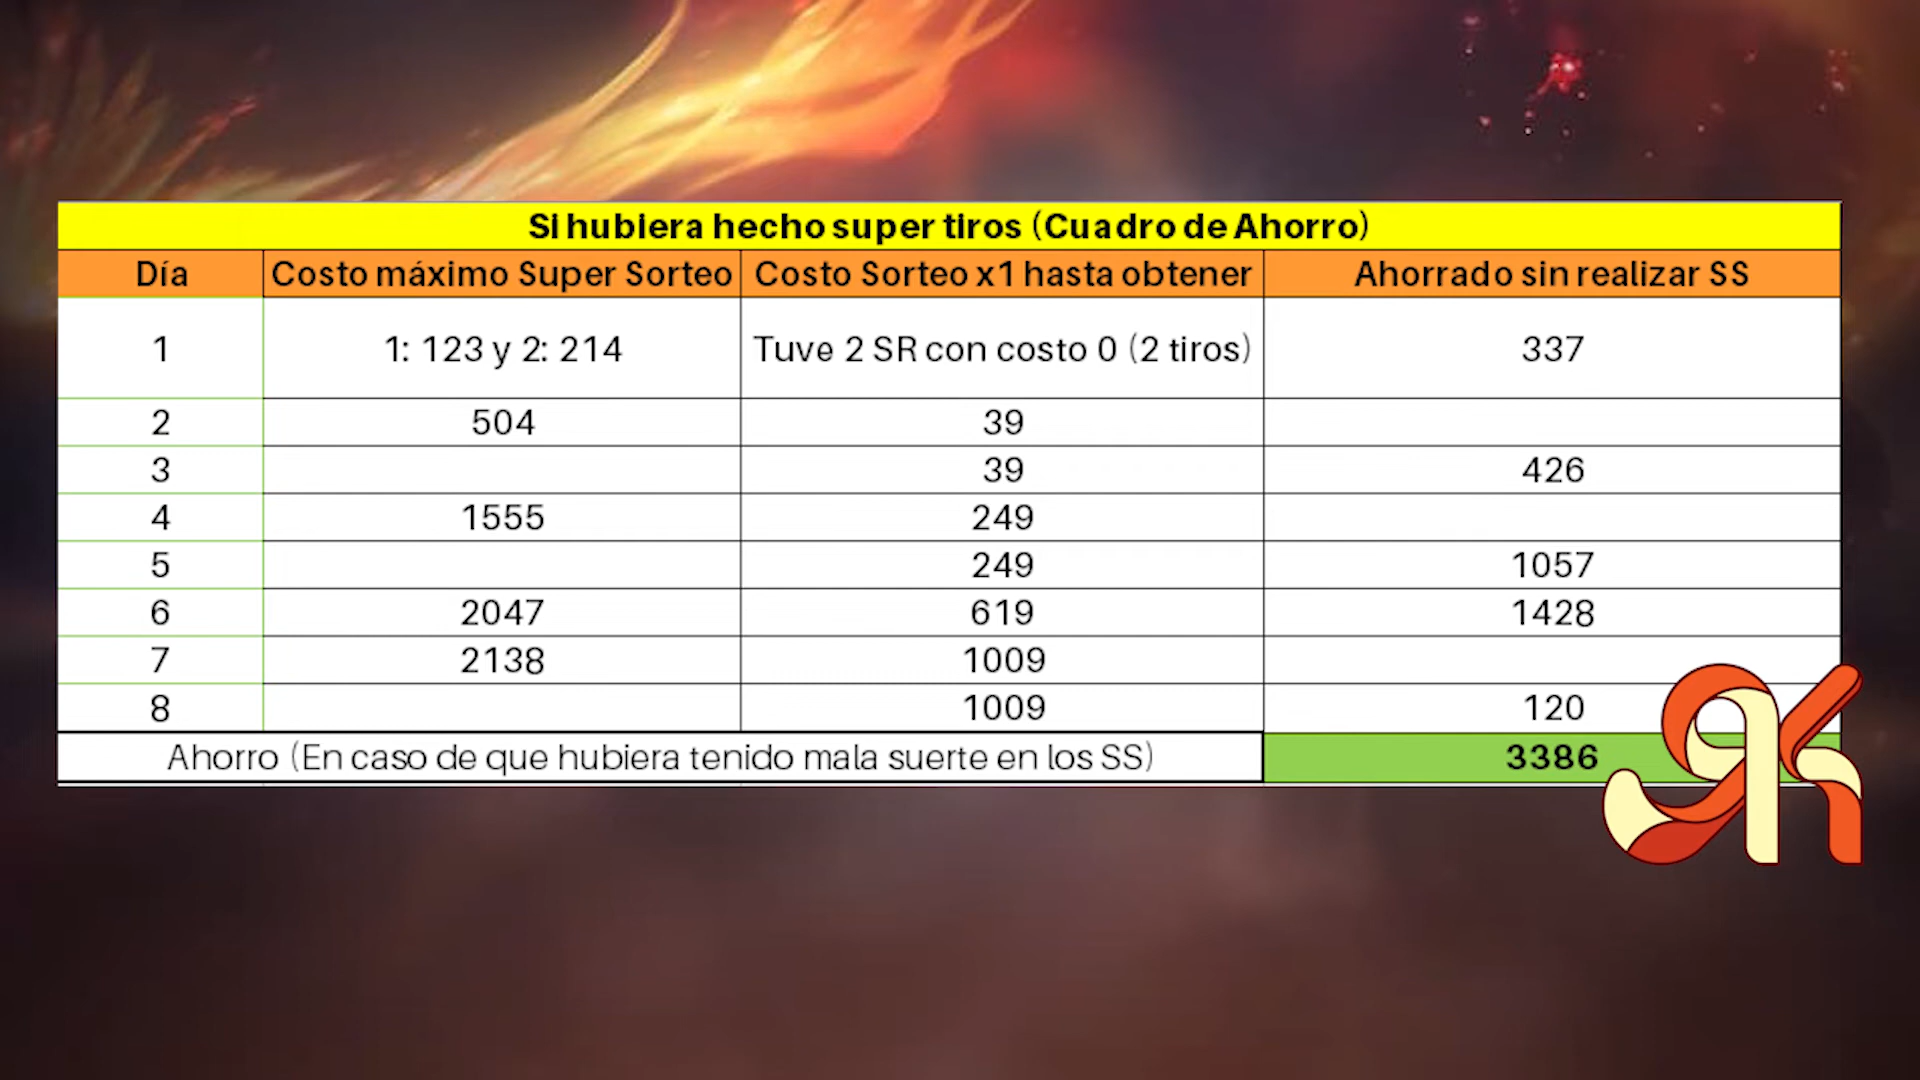 Si hubiera hecho super tiros (Cuadro de Ahorro)
Día Costo máximo Super Sorteo Costo Sorteo x1 hasta obtener Ahorrado sin realizar SS
1 1: 123 y 2: 214 Tuve 2 SR con costo 0 (2 tiros) 337
2 504 39
3 39 426
4 1555 249
5 249 1057
6 2047 619 1428
7 2138 1009
8 1009 120
Ahorro (En caso de que hubiera tenido mala suerte en los SS) 3386